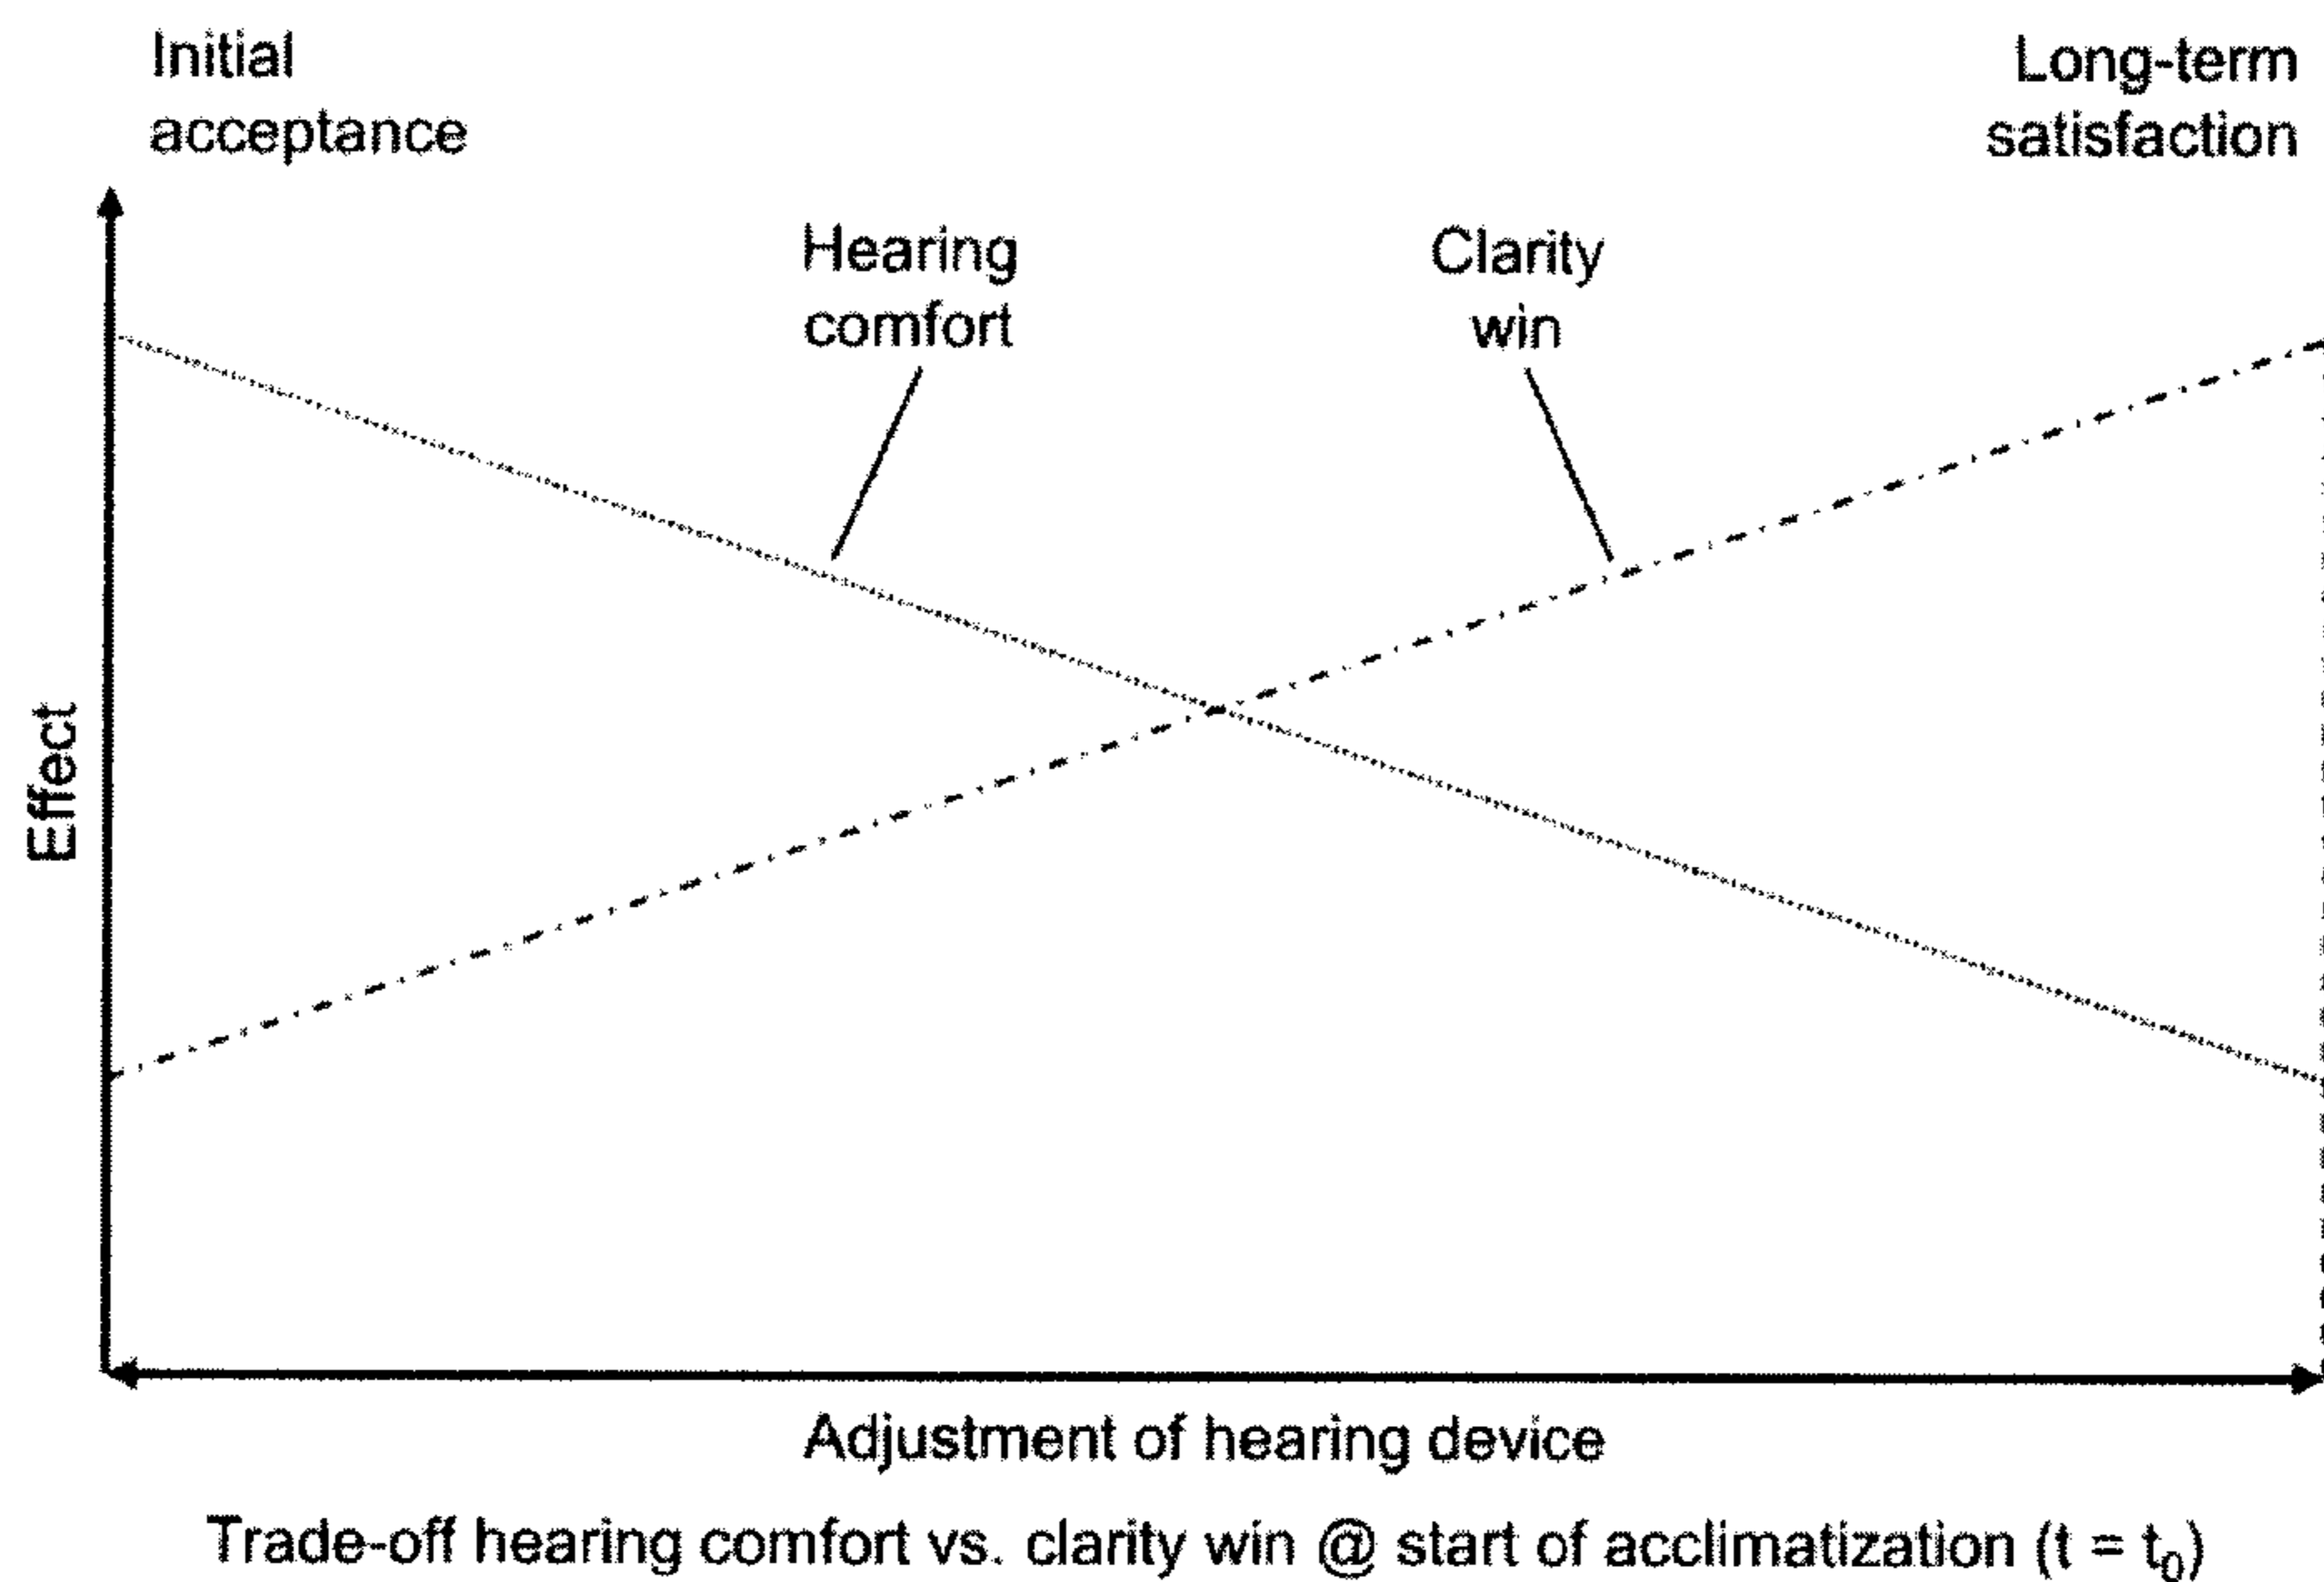 Initial
acceptance
Long-term
satisfaction
Hearing
comfort
Clarity
win
Effect
Adjustment of hearing device
Trade-off hearing comfort vs. clarity win @ start of acclimatization (t = t₀)